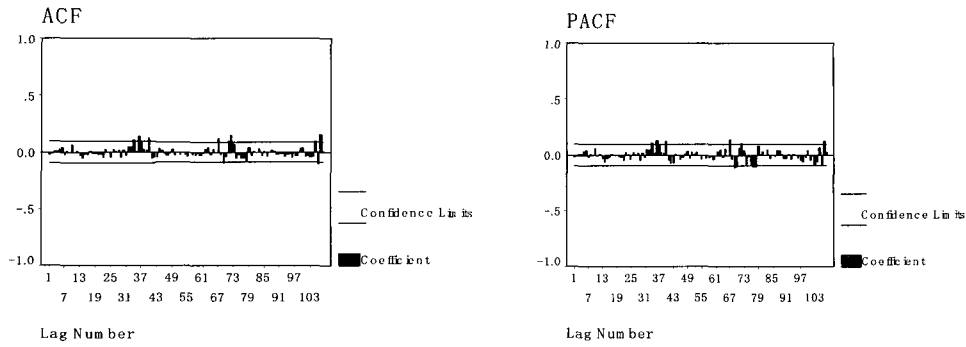 ACF
1.0
.5
0.0
-.5
-1.0
1 13 25 37 49 61 73 85 97
7 19 31 43 55 67 79 91 103
Lag Number
Confidence Limits
Coefficient
PACF
1.0
.5
0.0
-.5
-1.0
1 13 25 37 49 61 73 85 97
7 19 31 43 55 67 79 91 103
Lag Number
Confidence Limits
Coefficient